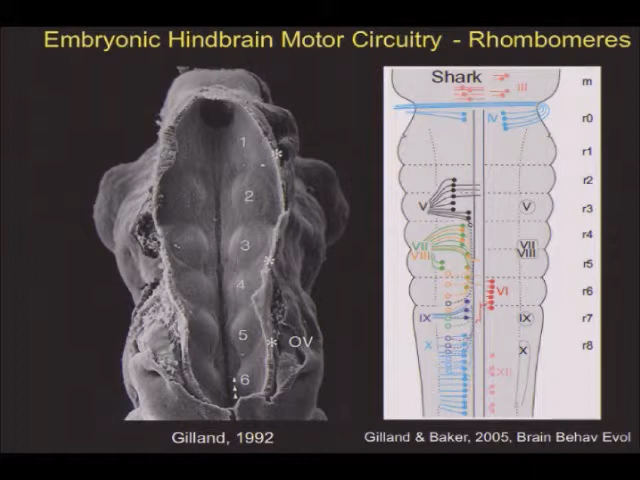 Embryonic Hindbrain Motor Circuitry - Rhombomeres
1
*
2
3
*
4
5
* OV
6
Gilland, 1992
Shark
III
m
IV
r0
r1
r2
V
V
r3
r4
VII
VII
VIII
VIII
r5
VI
r6
IX
IX
r7
X
X
r8
XII
Gilland & Baker, 2005, Brain Behav Evol